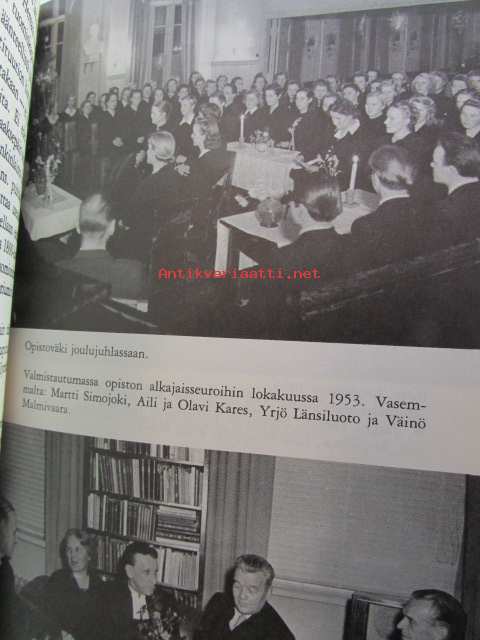 Antikvariaatti.net
Opistoväki joulujuhlassaan.
Valmistautumassa opiston alkajaisseuroihin lokakuussa 1953. Vasem-
malta: Martti Simojoki, Aili ja Olavi Kares, Yrjö Länsiluoto ja Väinö
Malmivaara.